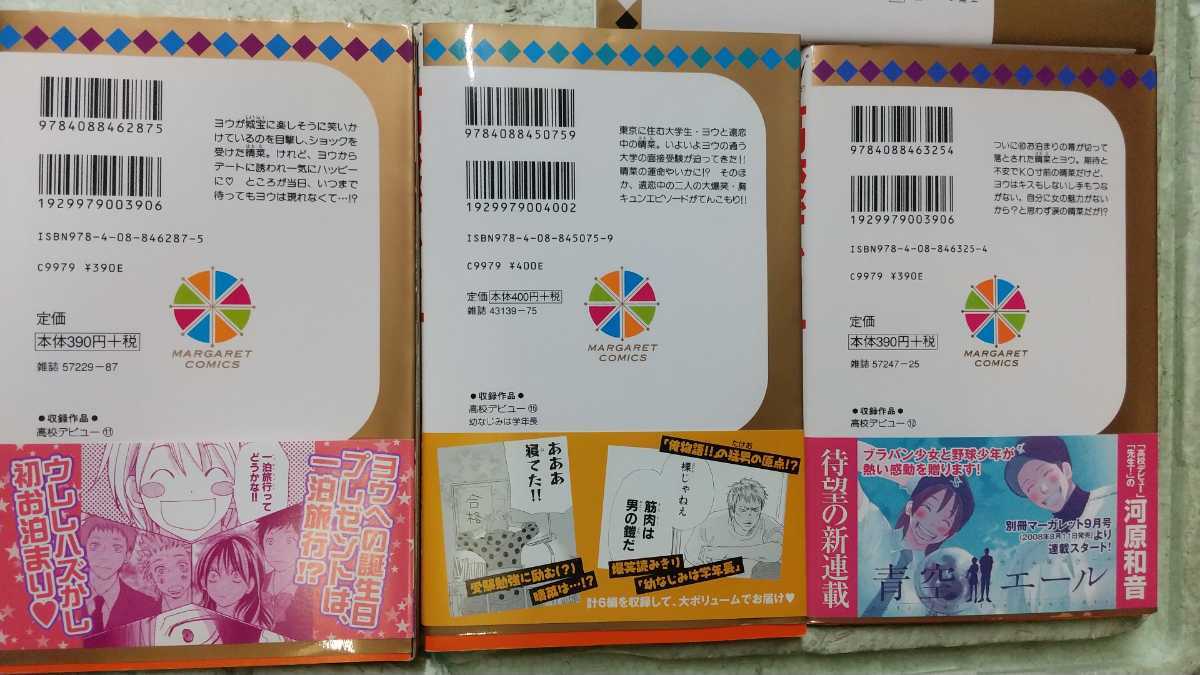 9784088462875
1929979003906
ヨウが城宝に楽しそうに笑いか
けているのを目撃し、ショックを
受けた晴菜。けれど、ヨウから
デートに誘われ一気にハッピー
に♡ ところが当日、いつまで
待ってもヨウは現れなくて…!?
ISBN978-4-08-846287-5
C9979 ¥390E
定価
本体390円+税
雑誌 57229-87
MARGARET
COMICS
●収録作品●
高校デビュー⑪
ヨウへの誕生日
プレゼントは、
一泊旅行!?
一泊旅行って
どうかな!!
ウレしハズかし
初お泊まり♥
9784088450759
1929979004002
東京に住む大学生・ヨウと遠恋
中の晴菜。いよいよヨウの通う
大学の面接受験が迫ってきた!!
晴菜の運命やいかに!? そのほ
か、遠恋中の二人の大爆笑・胸
キュンエピソードがてんこもり!!
ISBN978-4-08-845075-9
C9979 ¥400E
定価 本体400円+税
雑誌 43139-75
MARGARET
COMICS
●収録作品●
高校デビュー⑮
幼なじみは学年長
あああ
寝てた!!
合格
受験勉強に励む(?)
晴菜は…!?
『俺物語!!』の猛男の原点!?
たけお
裸じゃねえ
筋肉は
男の鎧だ
爆笑読みきり
『幼なじみは学年長』
計6編を収録して、大ボリュームでお届け♥
9784088463254
1929979003906
ついに初お泊まりの幕が切って
落とされた晴菜とヨウ。期待と
不安でKO寸前の晴菜だけど、
ヨウはキスもしないし手もつな
がない。自分に女の魅力がない
から?と思わず涙の晴菜だが!?
ISBN978-4-08-846325-4
C9979 ¥390E
定価
本体390円+税
雑誌 57247-25
MARGARET
COMICS
●収録作品●
高校デビュー⑫
「高校デビュー」
「先生!」の
河原和音
ブラバン少女と野球少年が
熱い感動を贈ります!
待望の新連載
別冊マーガレット9月号
(2008年8月11日発売)より
連載スタート!
青空エール